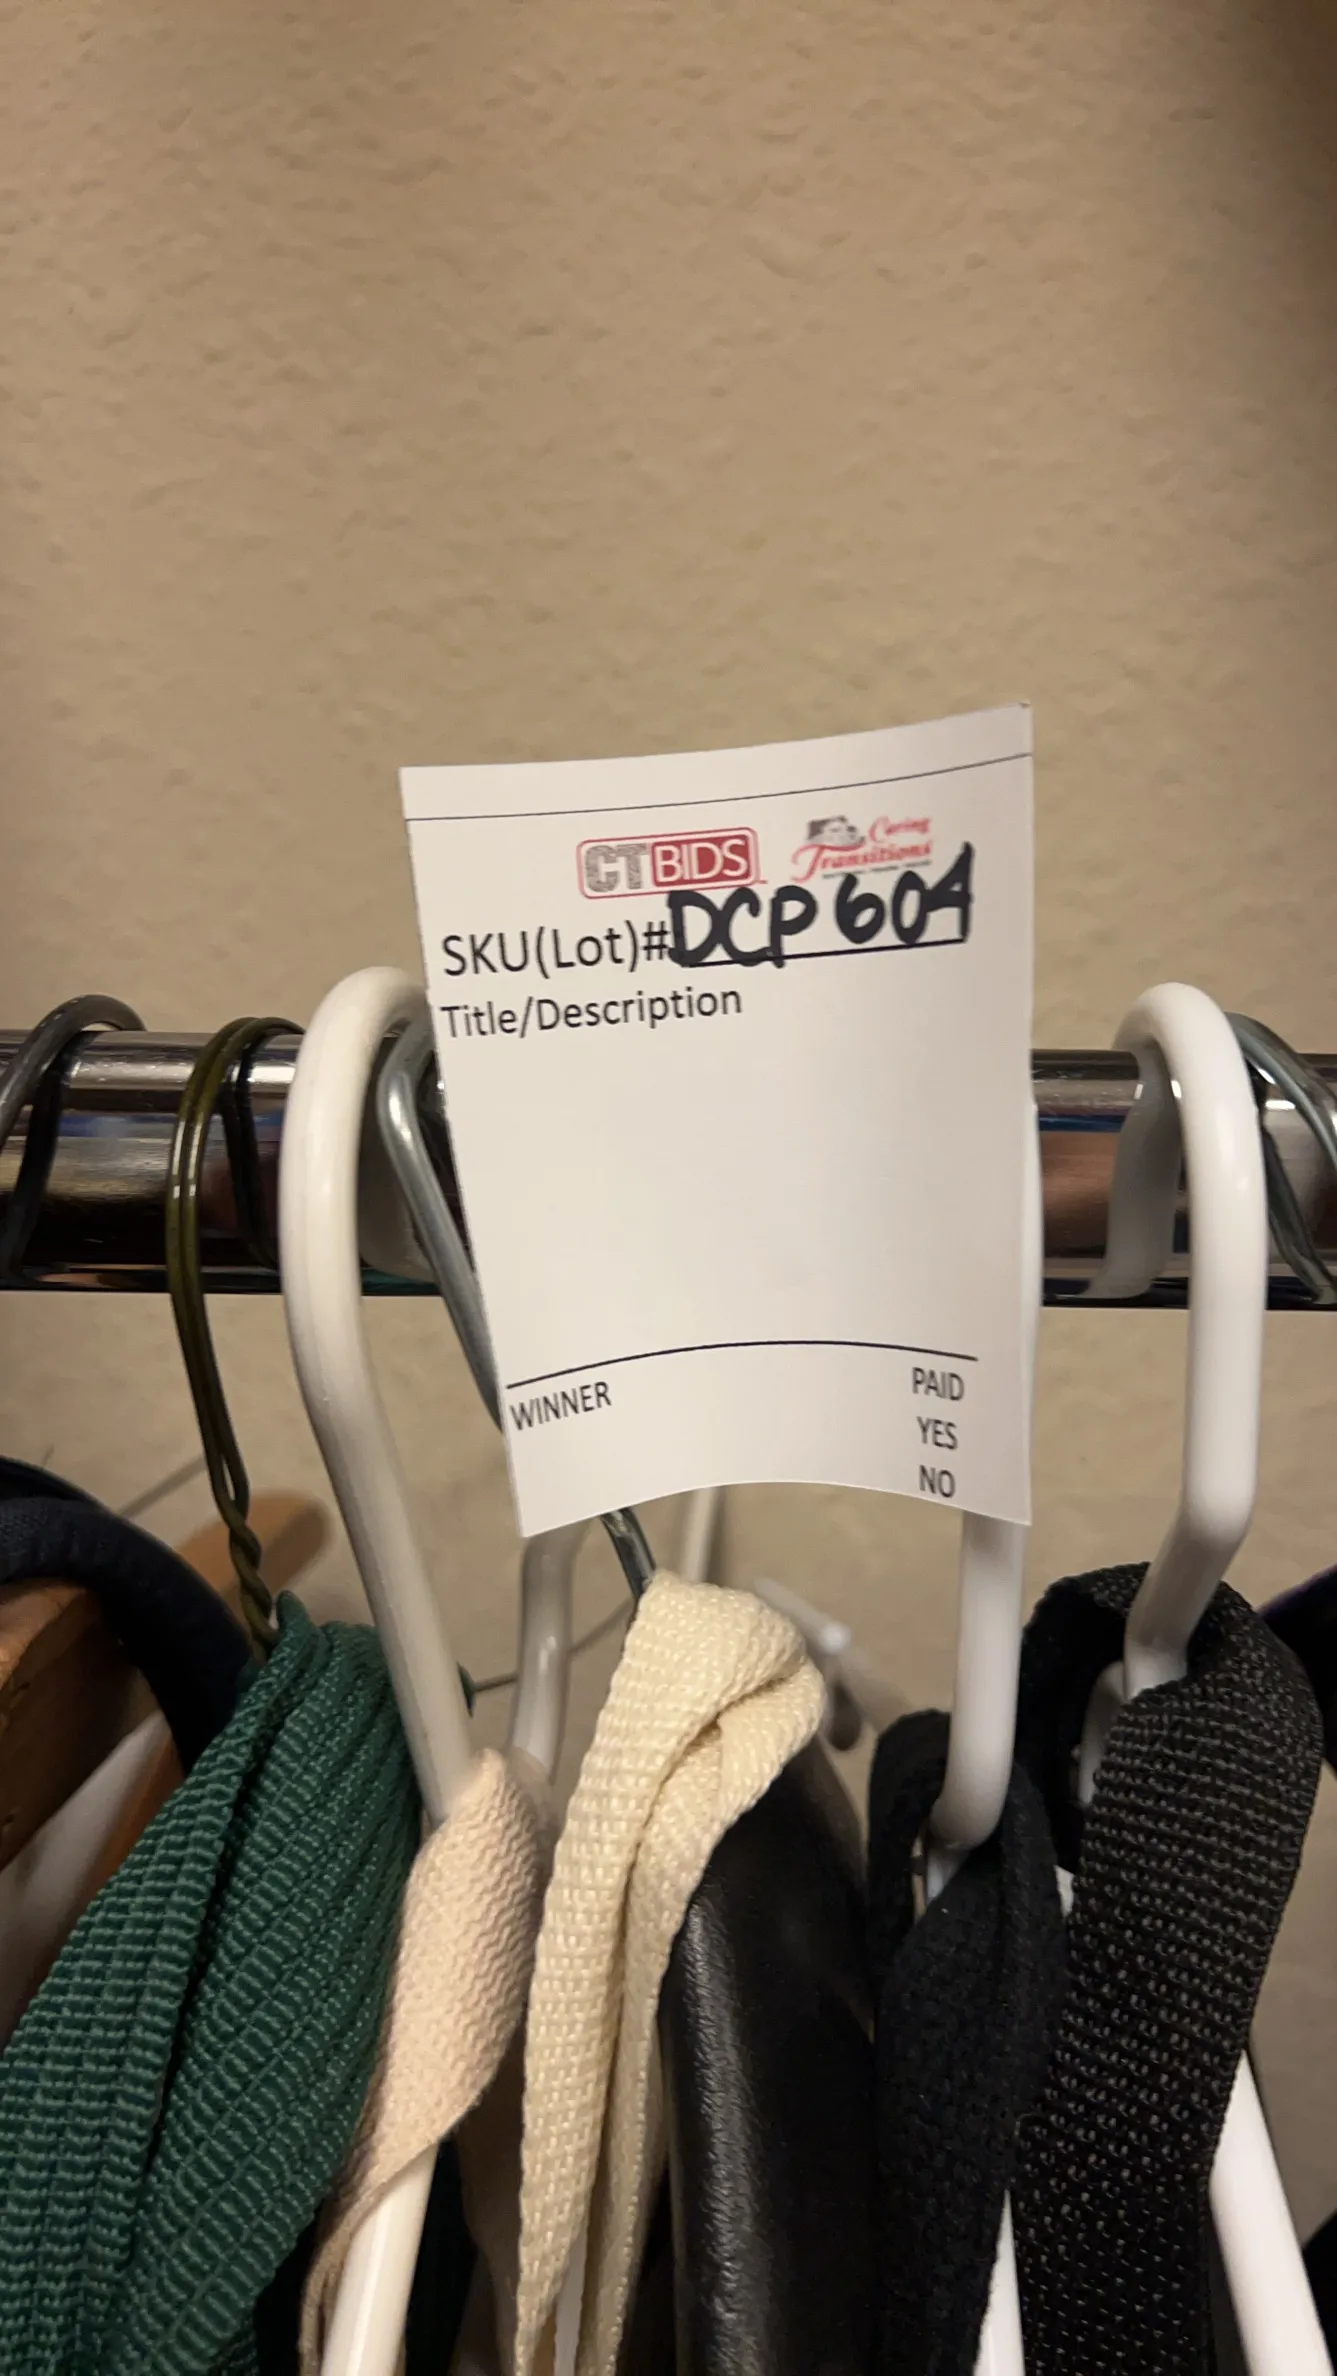 CTBIDS
Caring
Transitions
SKU(Lot)#DCP 604
Title/Description
WINNER
PAID
YES
NO